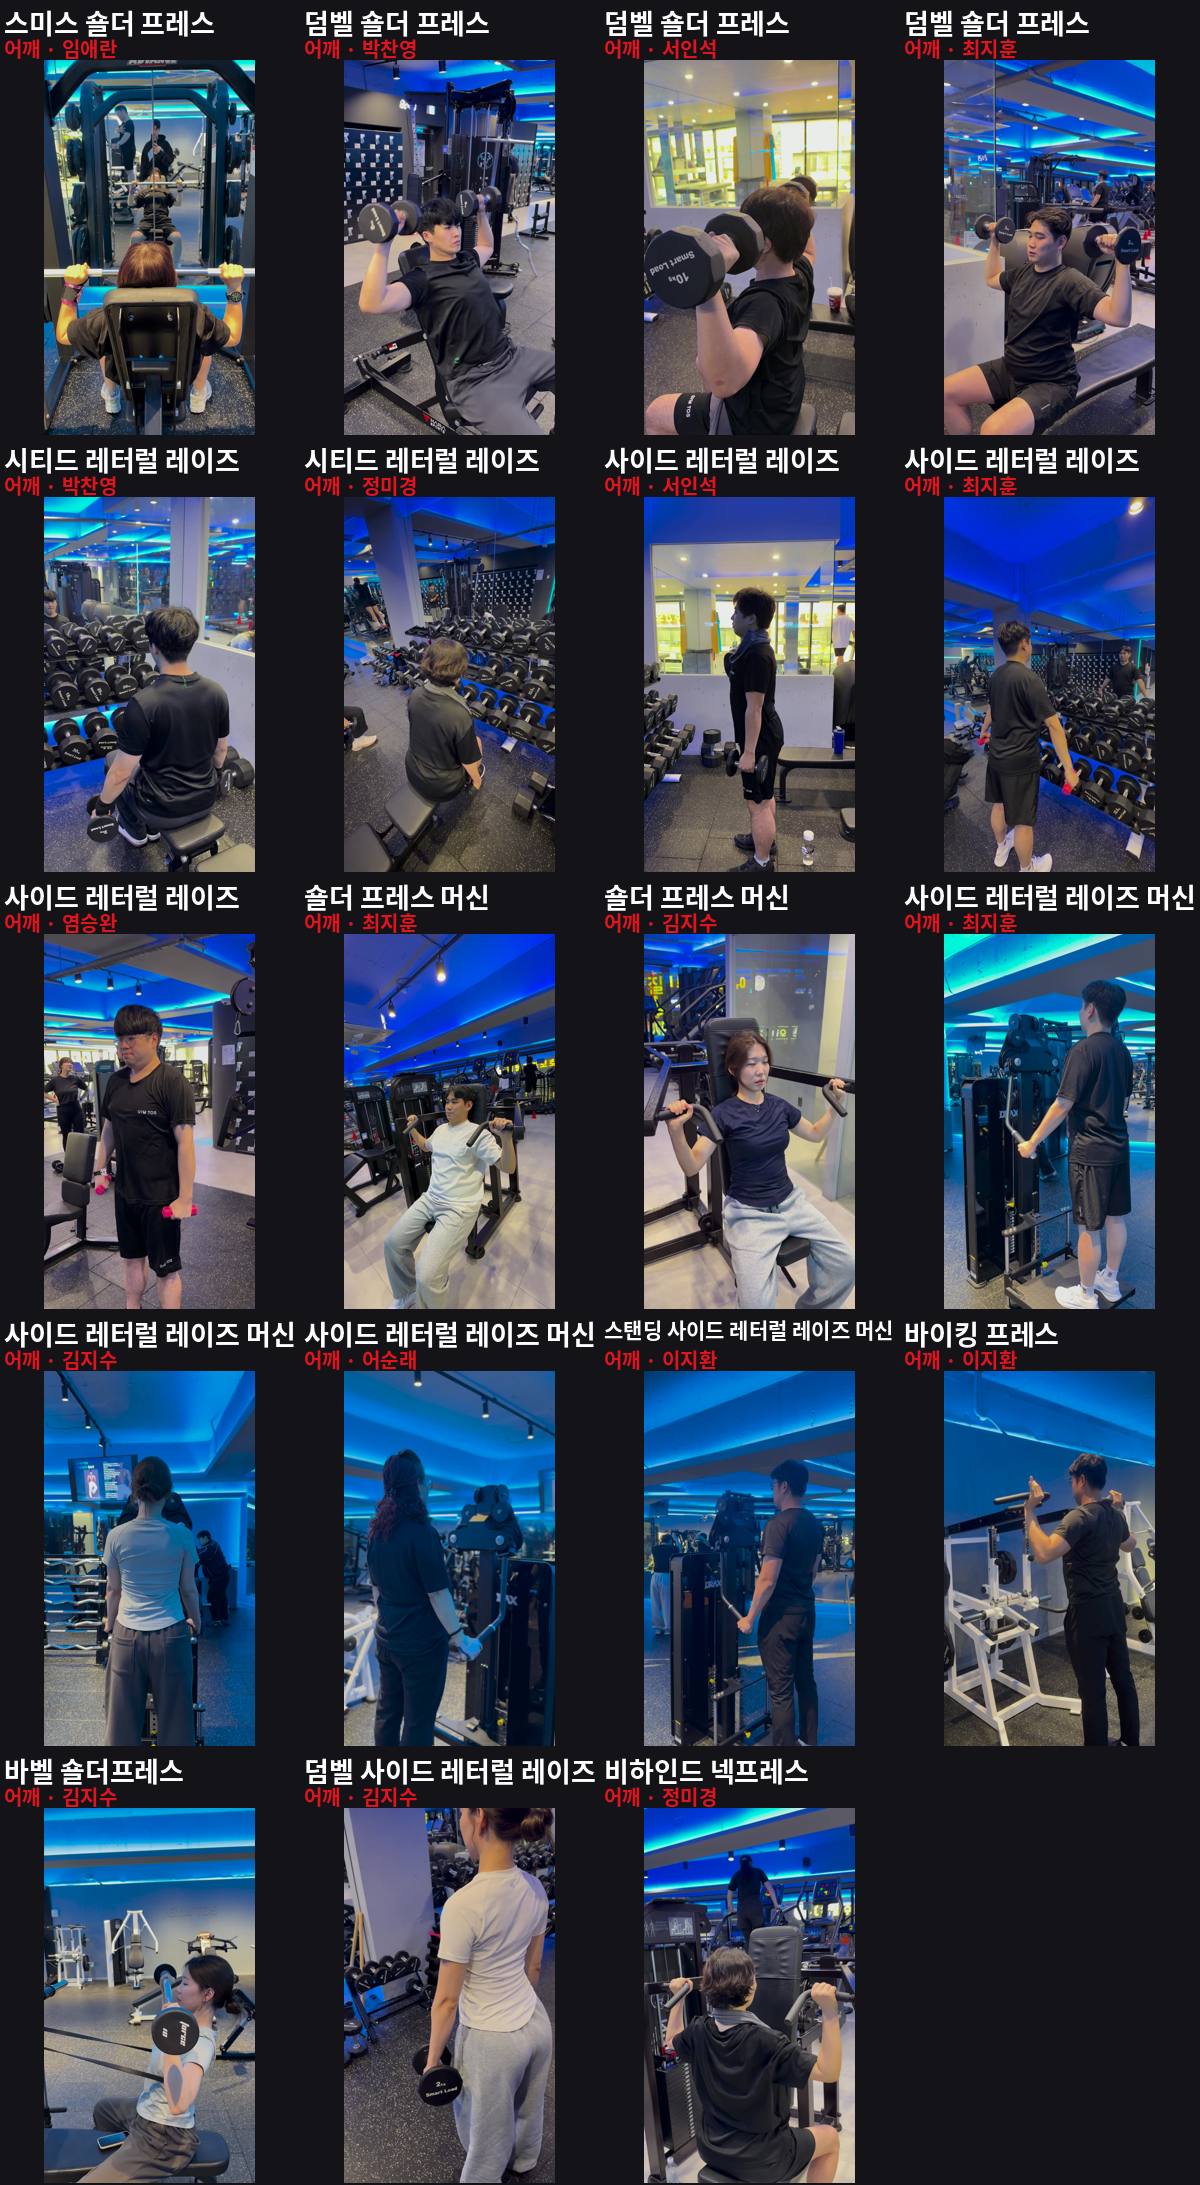 스미스 숄더 프레스
어깨 · 임애란
덤벨 숄더 프레스
어깨 · 박찬영
덤벨 숄더 프레스
어깨 · 서인석
덤벨 숄더 프레스
어깨 · 최지훈
Smart Load
10kg
시티드 레터럴 레이즈
어깨 · 박찬영
시티드 레터럴 레이즈
어깨 · 정미경
사이드 레터럴 레이즈
어깨 · 서인석
사이드 레터럴 레이즈
어깨 · 최지훈
사이드 레터럴 레이즈
어깨 · 염승완
숄더 프레스 머신
어깨 · 최지훈
숄더 프레스 머신
어깨 · 김지수
사이드 레터럴 레이즈 머신
어깨 · 최지훈
GYM TOS
사이드 레터럴 레이즈 머신
어깨 · 김지수
사이드 레터럴 레이즈 머신
어깨 · 어순래
스탠딩 사이드 레터럴 레이즈 머신
어깨 · 이지환
바이킹 프레스
어깨 · 이지환
바벨 숄더프레스
어깨 · 김지수
덤벨 사이드 레터럴 레이즈
어깨 · 김지수
비하인드 넥프레스
어깨 · 정미경
2kg
Smart Load